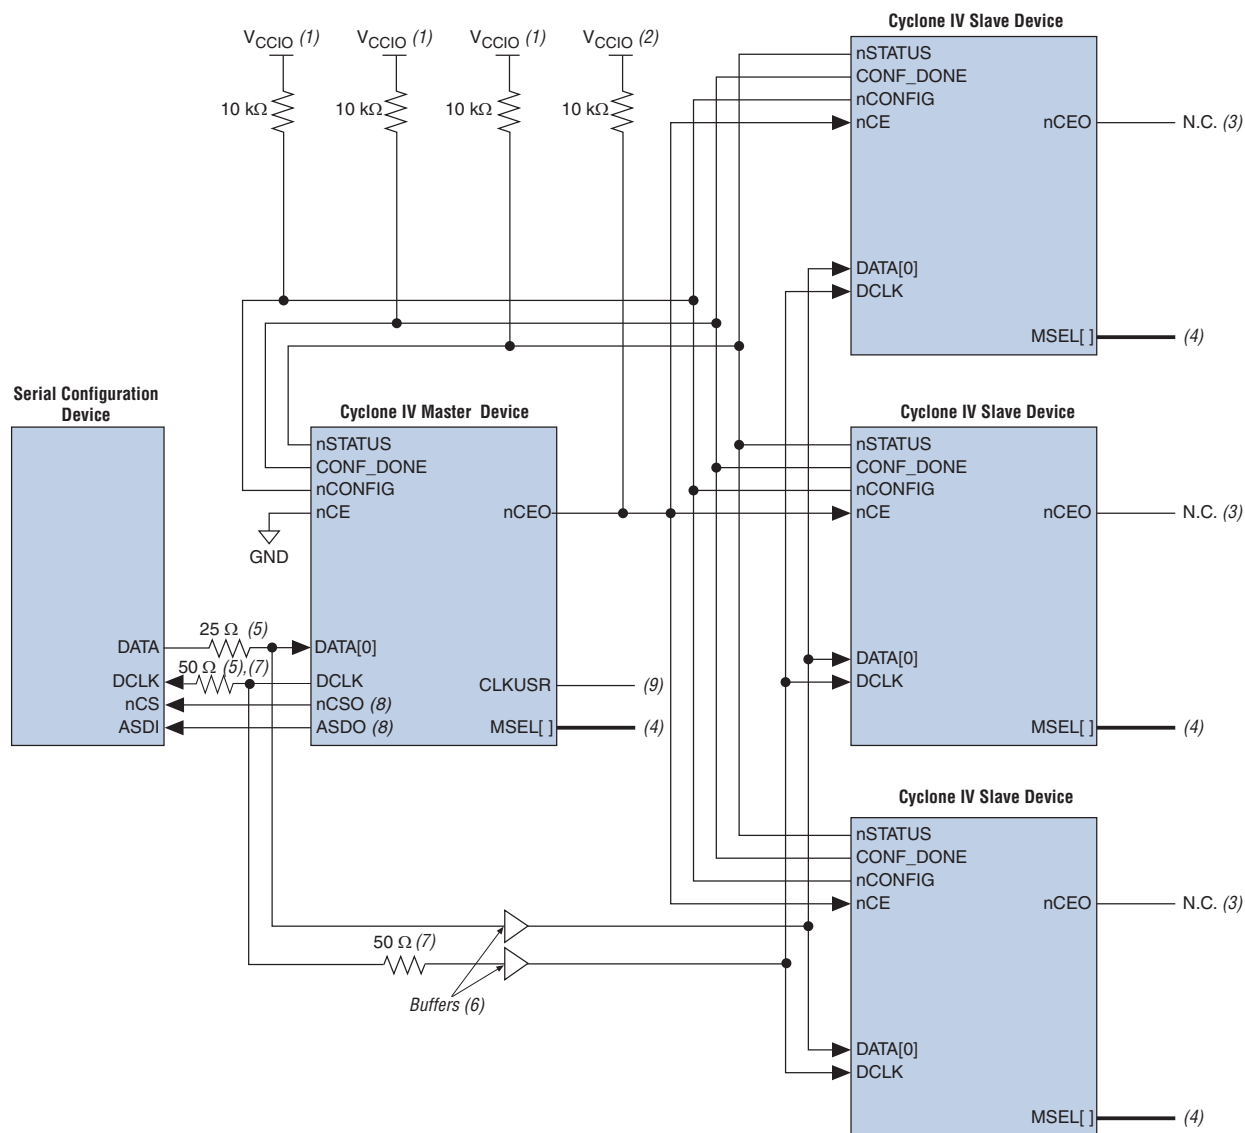 Cyclone IV Slave Device
VCCIO (1)
VCCIO (1)
VCCIO (1)
VCCIO (2)
10 kΩ
10 kΩ
10 kΩ
10 kΩ
nSTATUS
CONF_DONE
nCONFIG
nCE
nCEO
N.C. (3)
DATA[0]
DCLK
MSEL[ ]
(4)
Serial Configuration
Device
DATA
DCLK
nCS
ASDI
25 Ω (5)
50 Ω (5),(7)
Cyclone IV Master Device
nSTATUS
CONF_DONE
nCONFIG
nCE
GND
nCEO
DATA[0]
DCLK
nCSO (8)
ASDO (8)
CLKUSR
(9)
MSEL[ ]
(4)
Cyclone IV Slave Device
nSTATUS
CONF_DONE
nCONFIG
nCE
nCEO
N.C. (3)
DATA[0]
DCLK
MSEL[ ]
(4)
50 Ω (7)
Buffers (6)
Cyclone IV Slave Device
nSTATUS
CONF_DONE
nCONFIG
nCE
nCEO
N.C. (3)
DATA[0]
DCLK
MSEL[ ]
(4)